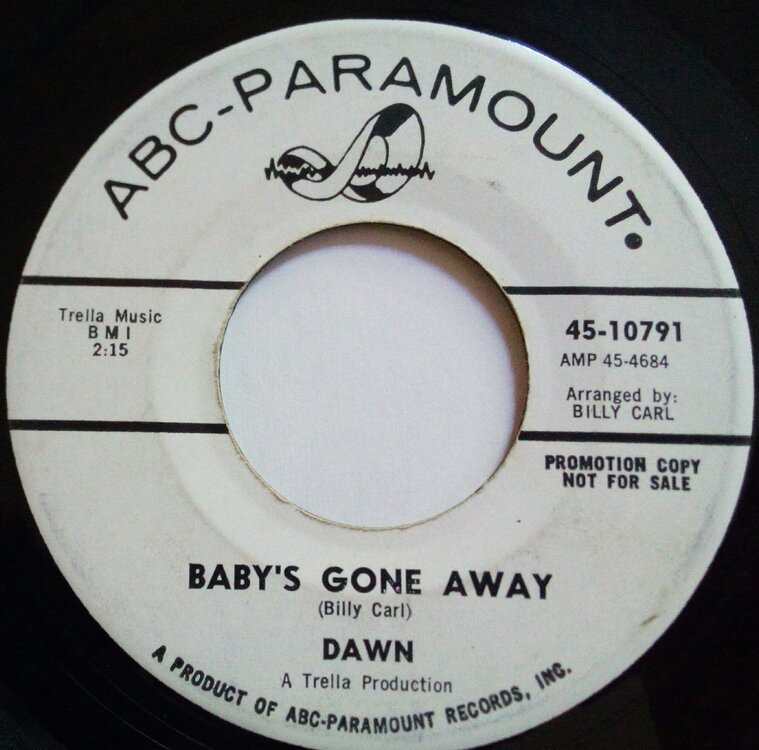 ABC-PARAMOUNT.
Trella Music
B M I
2:15
45-10791
AMP 45-4684
Arranged by:
BILLY CARL
PROMOTION COPY
NOT FOR SALE
BABY'S GONE AWAY
(Billy Carl)
DAWN
A Trella Production
A PRODUCT OF ABC-PARAMOUNT RECORDS, INC.